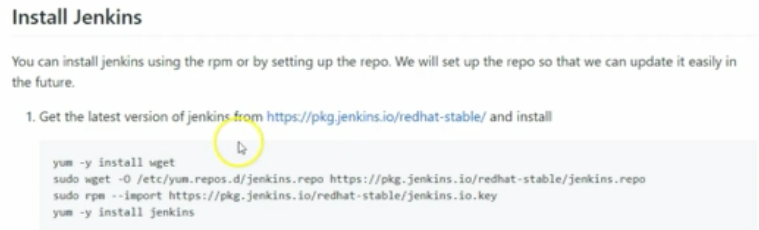 Install Jenkins
You can install jenkins using the rpm or by setting up the repo. We will set up the repo so that we can update it easily in
the future.
1. Get the latest version of jenkins from https://pkg.jenkins.io/redhat-stable/ and install
yum -y install wget
sudo wget -O /etc/yum.repos.d/jenkins.repo https://pkg.jenkins.io/redhat-stable/jenkins.repo
sudo rpm --import https://pkg.jenkins.io/redhat-stable/jenkins.io.key
yum -y install jenkins